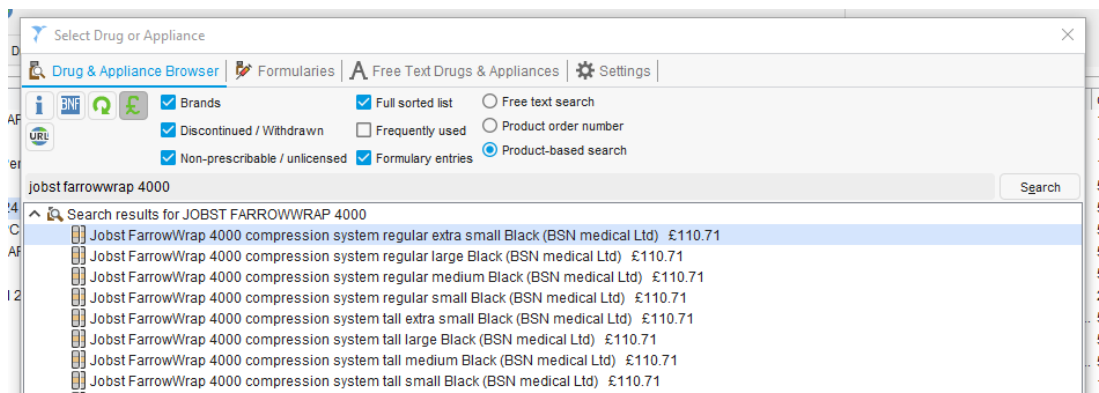 Select Drug or Appliance
Drug & Appliance Browser Formularies A Free Text Drugs & Appliances Settings
i BNF £ Brands Full sorted list Free text search
URL Discontinued / Withdrawn Frequently used Product order number
Non-prescribable / unlicensed Formulary entries Product-based search
jobst farrowwrap 4000 Search
Search results for JOBST FARROWWRAP 4000
Jobst FarrowWrap 4000 compression system regular extra small Black (BSN medical Ltd) £110.71
Jobst FarrowWrap 4000 compression system regular large Black (BSN medical Ltd) £110.71
Jobst FarrowWrap 4000 compression system regular medium Black (BSN medical Ltd) £110.71
Jobst FarrowWrap 4000 compression system regular small Black (BSN medical Ltd) £110.71
Jobst FarrowWrap 4000 compression system tall extra small Black (BSN medical Ltd) £110.71
Jobst FarrowWrap 4000 compression system tall large Black (BSN medical Ltd) £110.71
Jobst FarrowWrap 4000 compression system tall medium Black (BSN medical Ltd) £110.71
Jobst FarrowWrap 4000 compression system tall small Black (BSN medical Ltd) £110.71